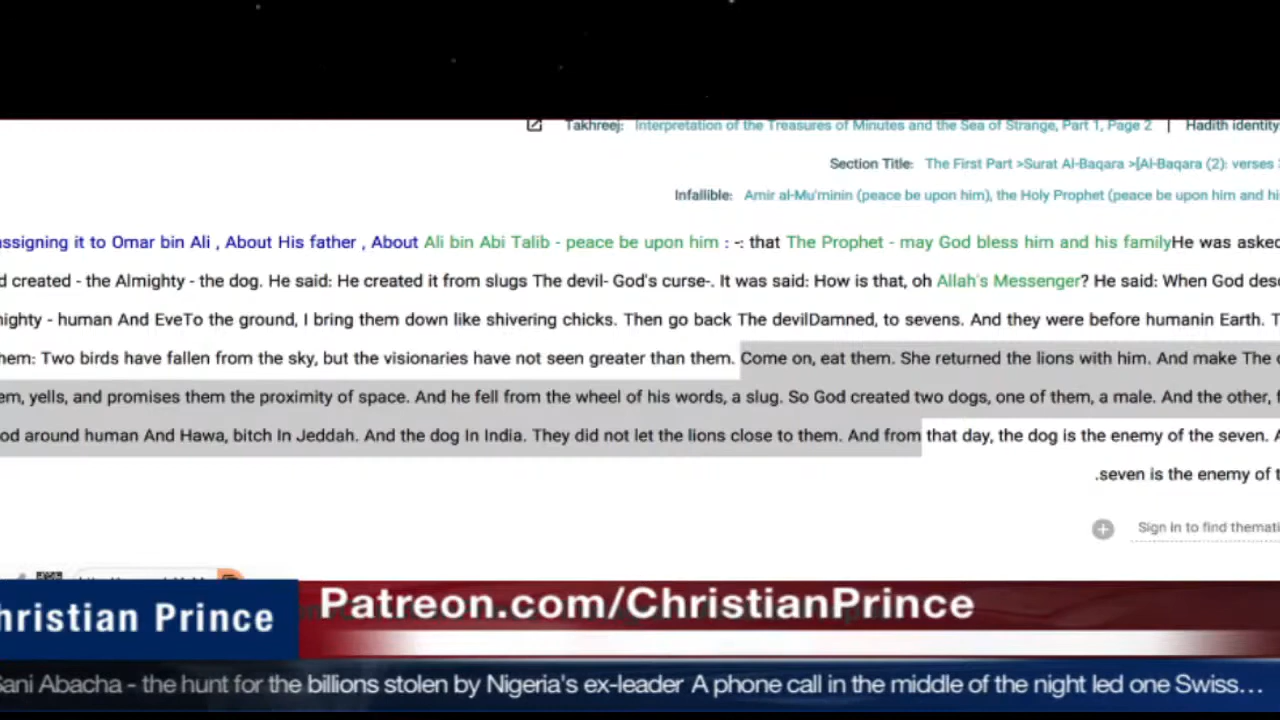 Takhreej: Interpretation of the Treasures of Minutes and the Sea of Strange, Part 1, Page 2 | Hadith identity
Section Title: The First Part >Surat Al-Baqara >[Al-Baqara (2): verses
Infallible: Amir al-Mu'minin (peace be upon him), the Holy Prophet (peace be upon him and hi
assigning it to Omar bin Ali , About His father , About Ali bin Abi Talib - peace be upon him : -: that The Prophet - may God bless him and his familyHe was asked
d created - the Almighty - the dog. He said: He created it from slugs The devil- God's curse-. It was said: How is that, oh Allah's Messenger? He said: When God desc
mighty - human And EveTo the ground, I bring them down like shivering chicks. Then go back The devilDamned, to sevens. And they were before humanin Earth. T
hem: Two birds have fallen from the sky, but the visionaries have not seen greater than them. Come on, eat them. She returned the lions with him. And make The d
em, yells, and promises them the proximity of space. And he fell from the wheel of his words, a slug. So God created two dogs, one of them, a male. And the other, f
od around human And Hawa, bitch In Jeddah. And the dog In India. They did not let the lions close to them. And from that day, the dog is the enemy of the seven. A
.seven is the enemy of t
Sign in to find themati
hristian Prince
Patreon.com/ChristianPrince
Sani Abacha - the hunt for the billions stolen by Nigeria's ex-leader A phone call in the middle of the night led one Swiss...